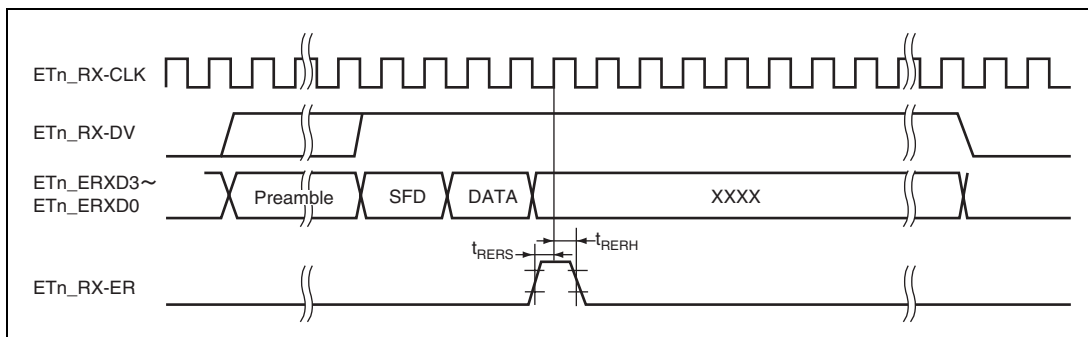 ETn_RX-CLK
ETn_RX-DV
ETn_ERXD3～
ETn_ERXD0
Preamble
SFD
DATA
XXXX
tRERS
tRERH
ETn_RX-ER